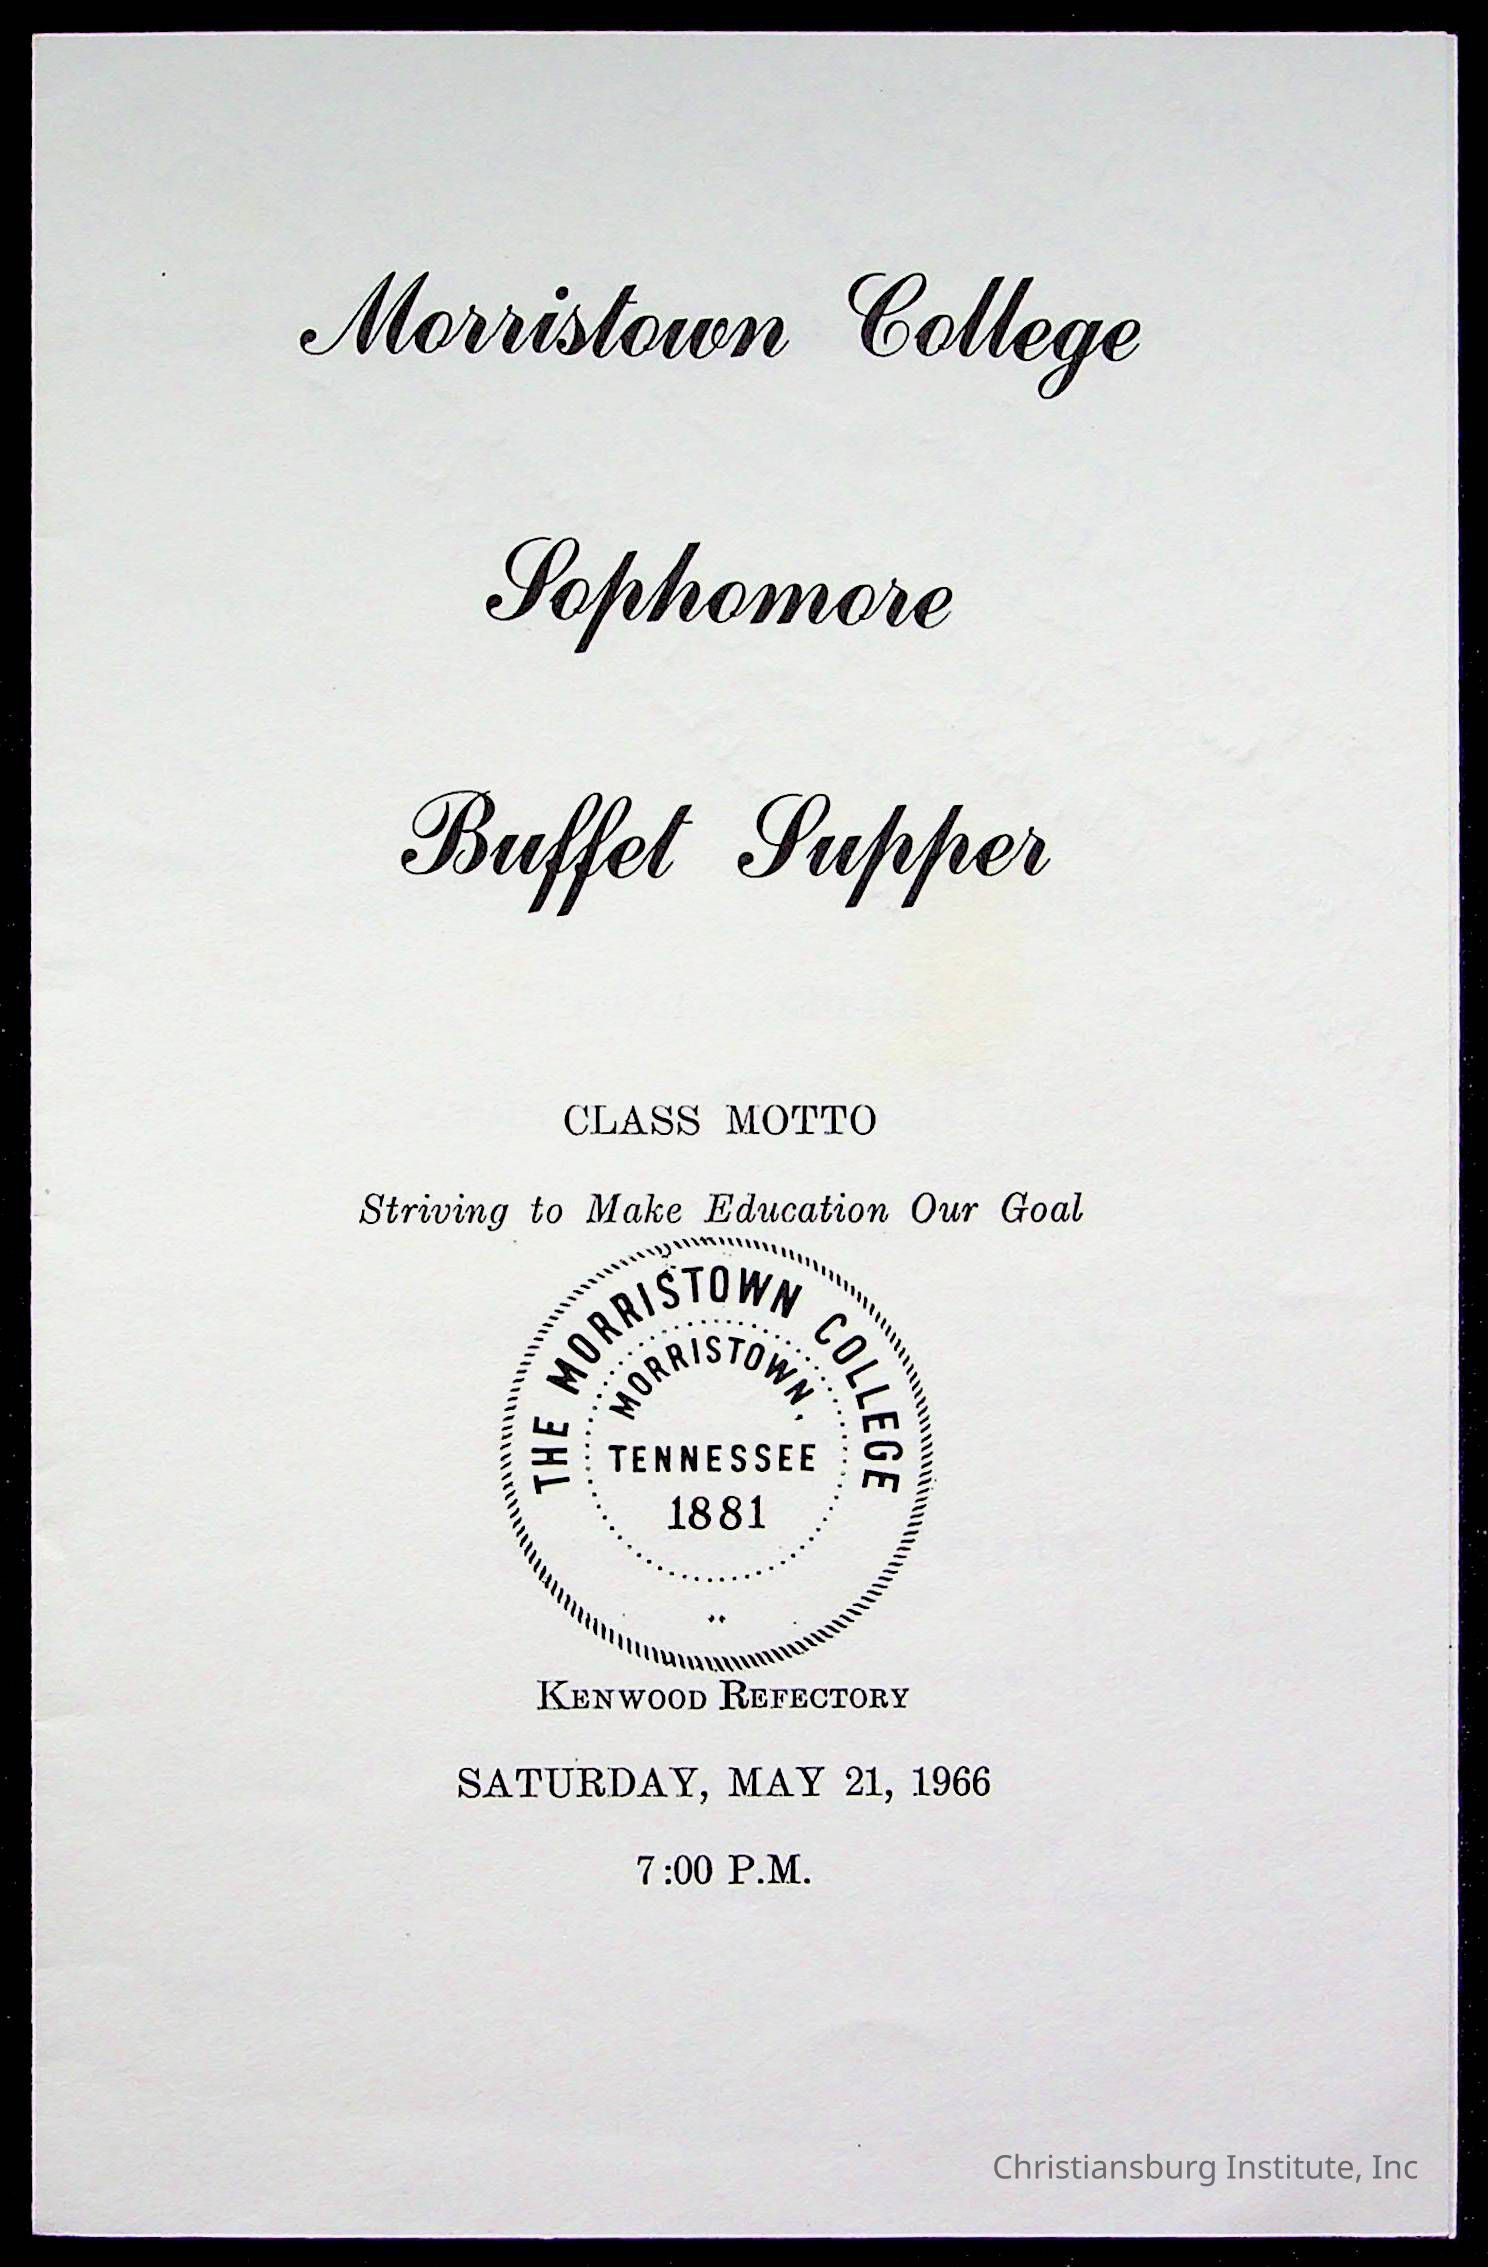 Morristown College
Sophomore
Buffet Supper
CLASS MOTTO
Striving to Make Education Our Goal
THE MORRISTOWN COLLEGE
MORRISTOWN,
TENNESSEE
1881
KENWOOD REFECTORY
SATURDAY, MAY 21, 1966
7:00 P.M.
Christiansburg Institute, Inc